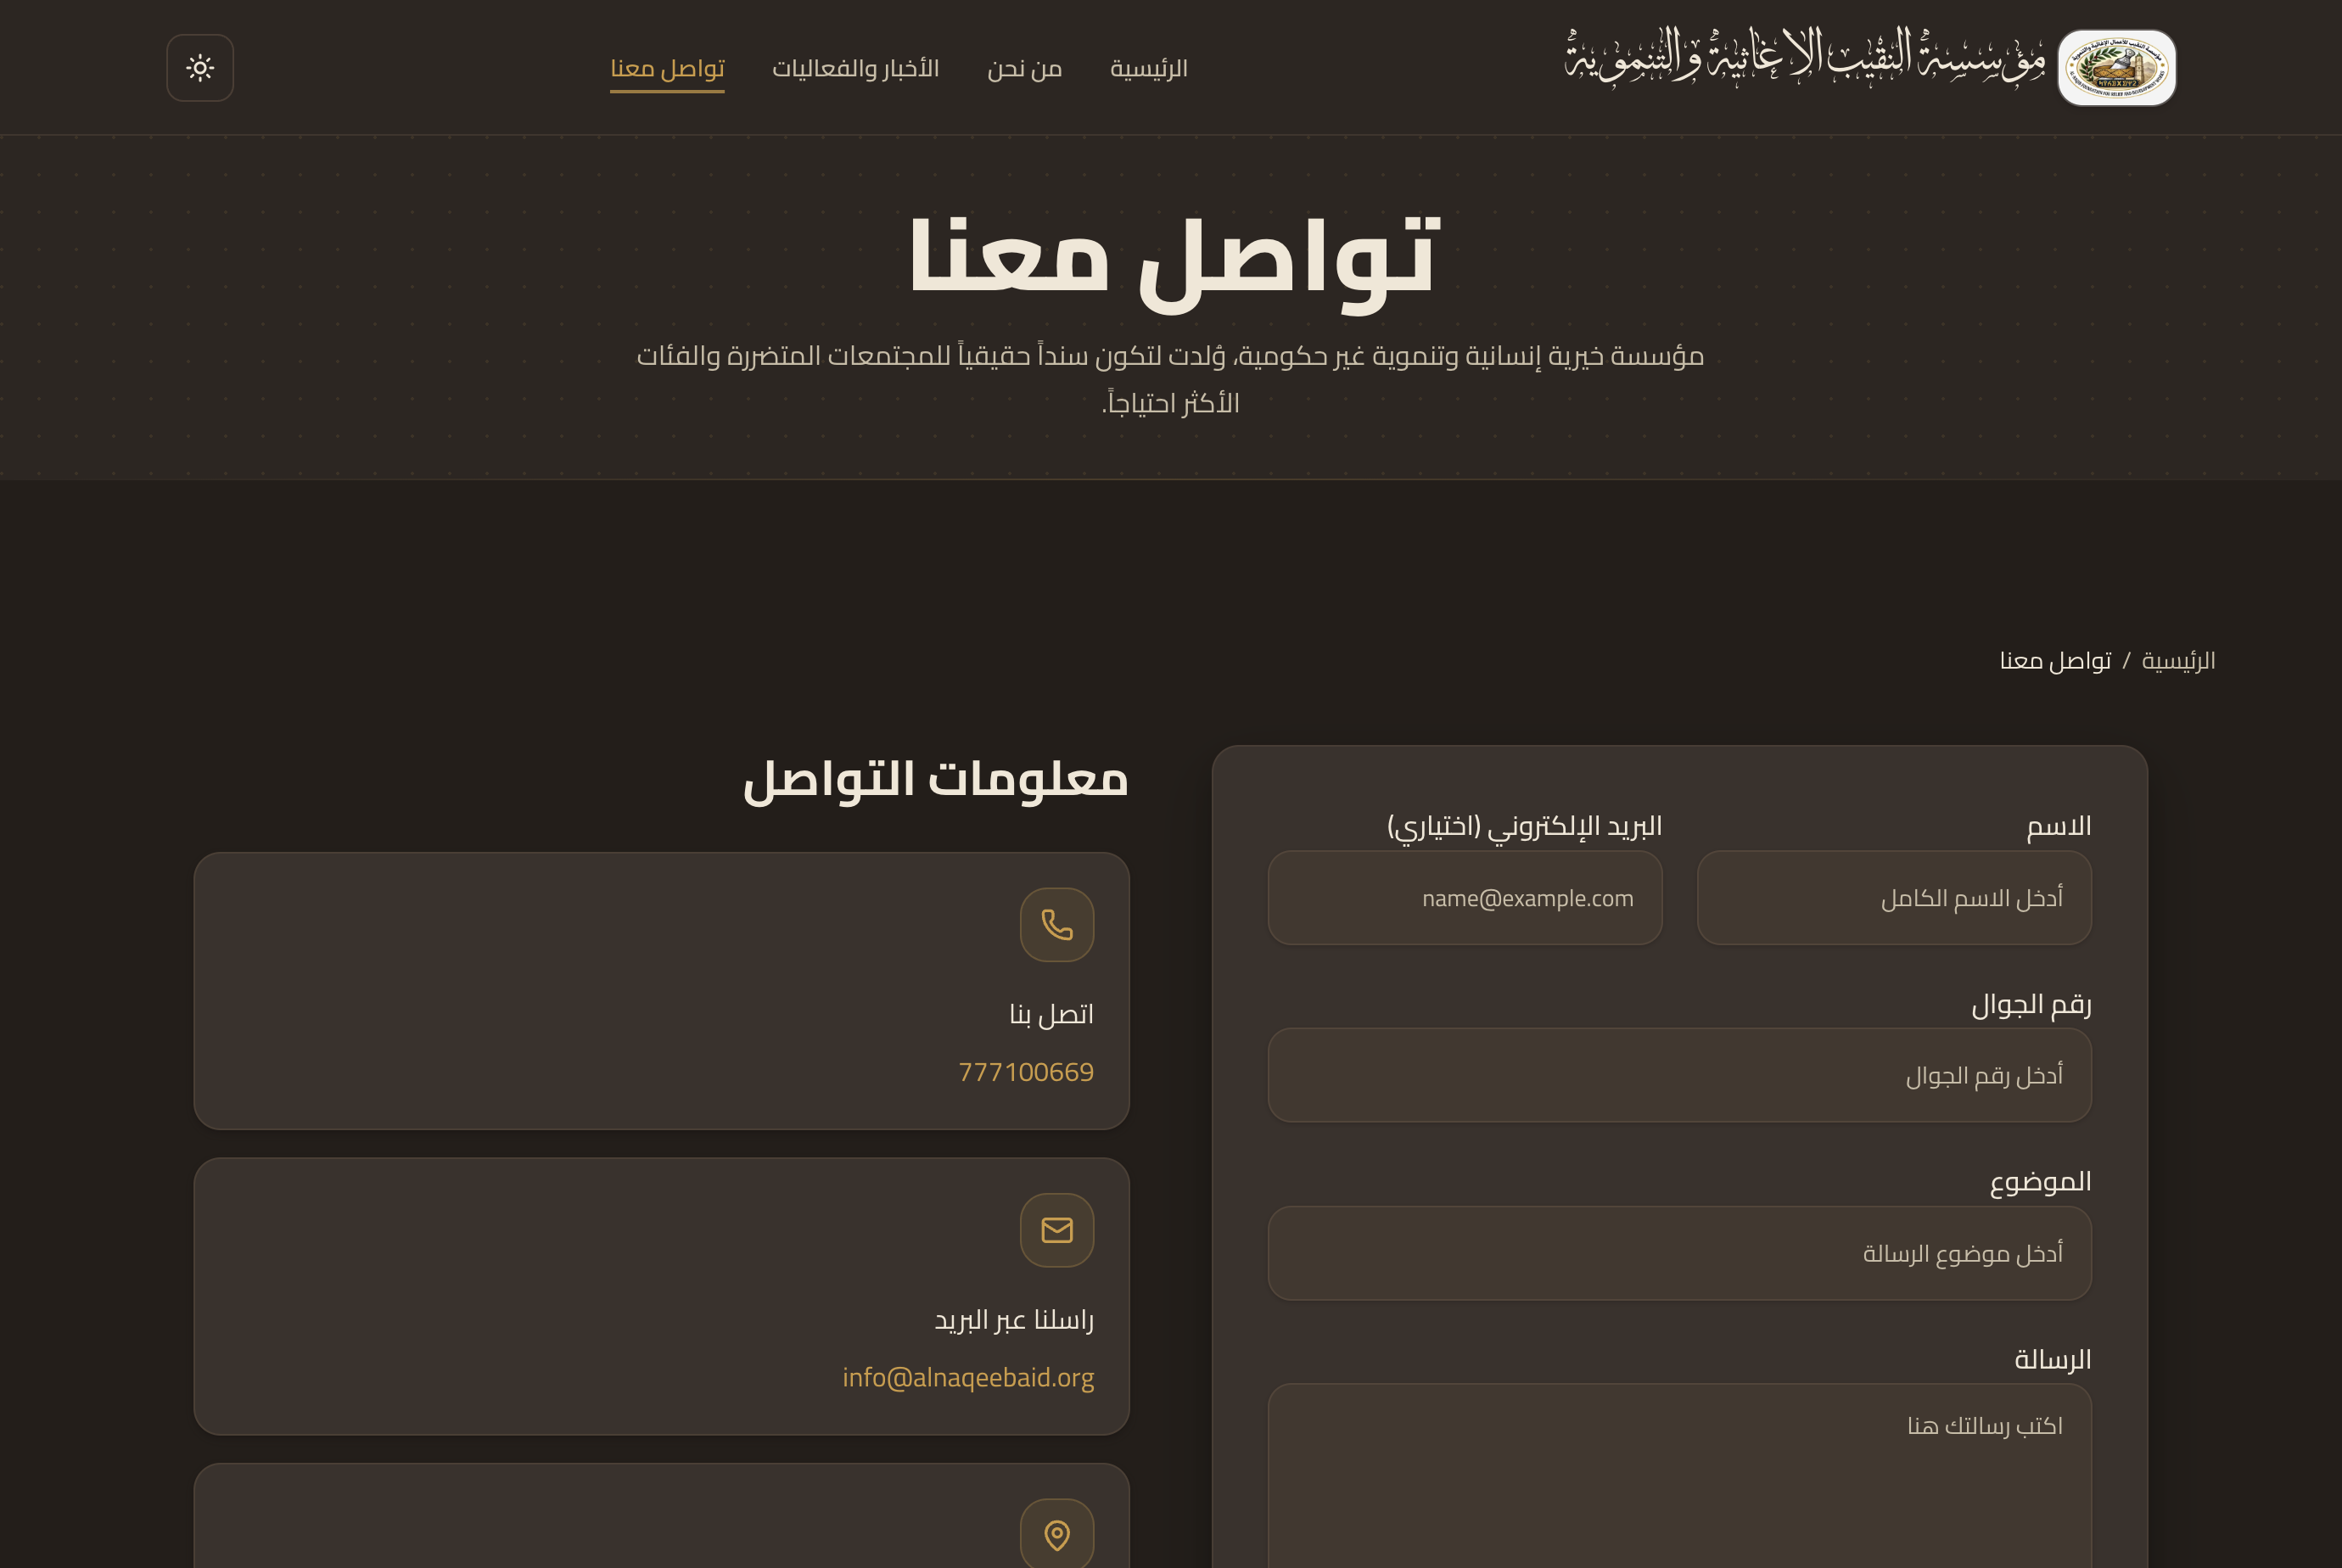 مؤسسة النقيب الاغاثية والتنموية
الرئيسية
من نحن
الأخبار والفعاليات
تواصل معنا
تواصل معنا
مؤسسة خيرية إنسانية وتنموية غير حكومية، وُلدت لتكون سنداً حقيقياً للمجتمعات المتضررة والفئات
الأكثر احتياجاً.
الرئيسية / تواصل معنا
الاسم
أدخل الاسم الكامل
البريد الإلكتروني (اختياري)
name@example.com
رقم الجوال
أدخل رقم الجوال
الموضوع
أدخل موضوع الرسالة
الرسالة
اكتب رسالتك هنا
معلومات التواصل
اتصل بنا
777100669
راسلنا عبر البريد
info@alnaqeebaid.org